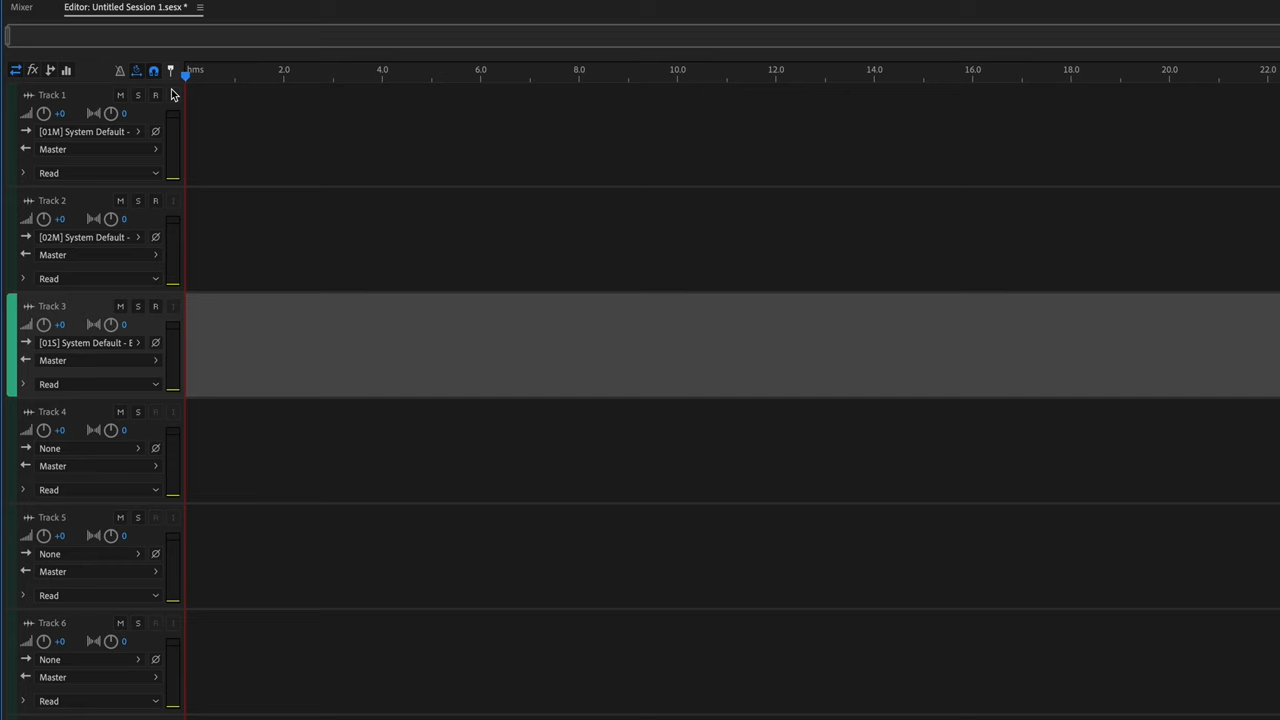 Mixer Editor: Untitled Session 1.sesx *
fx hms 2.0 4.0 6.0 8.0 10.0 12.0 14.0 16.0 18.0 20.0 22.0
Track 1 M S R
+0 0
[01M] System Default - Ø
Master
Read
Track 2 M S R I
+0 0
[02M] System Default - Ø
Master
Read
Track 3 M S R I
+0 0
[01S] System Default - E Ø
Master
Read
Track 4 M S R I
+0 0
None Ø
Master
Read
Track 5 M S R I
+0 0
None Ø
Master
Read
Track 6 M S R I
+0 0
None Ø
Master
Read